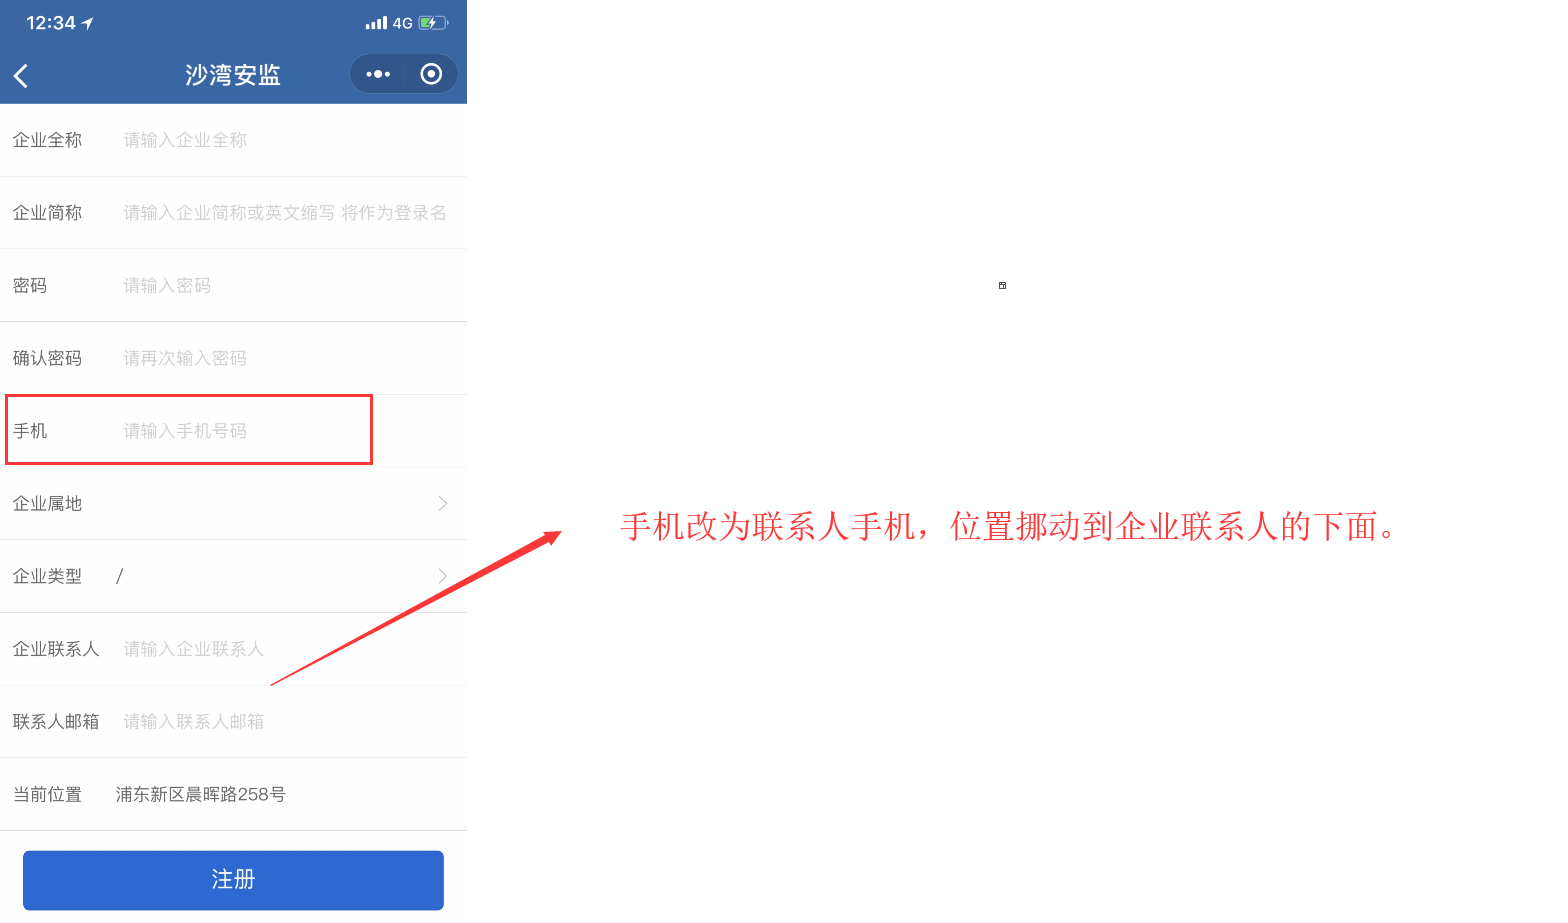 12:34 4G
沙湾安监
企业全称 请输入企业全称
企业简称 请输入企业简称或英文缩写 将作为登录名
密码 请输入密码
确认密码 请再次输入密码
手机 请输入手机号码
企业属地
企业类型 /
手机改为联系人手机，位置挪动到企业联系人的下面。
企业联系人 请输入企业联系人
联系人邮箱 请输入联系人邮箱
当前位置 浦东新区晨晖路258号
注册